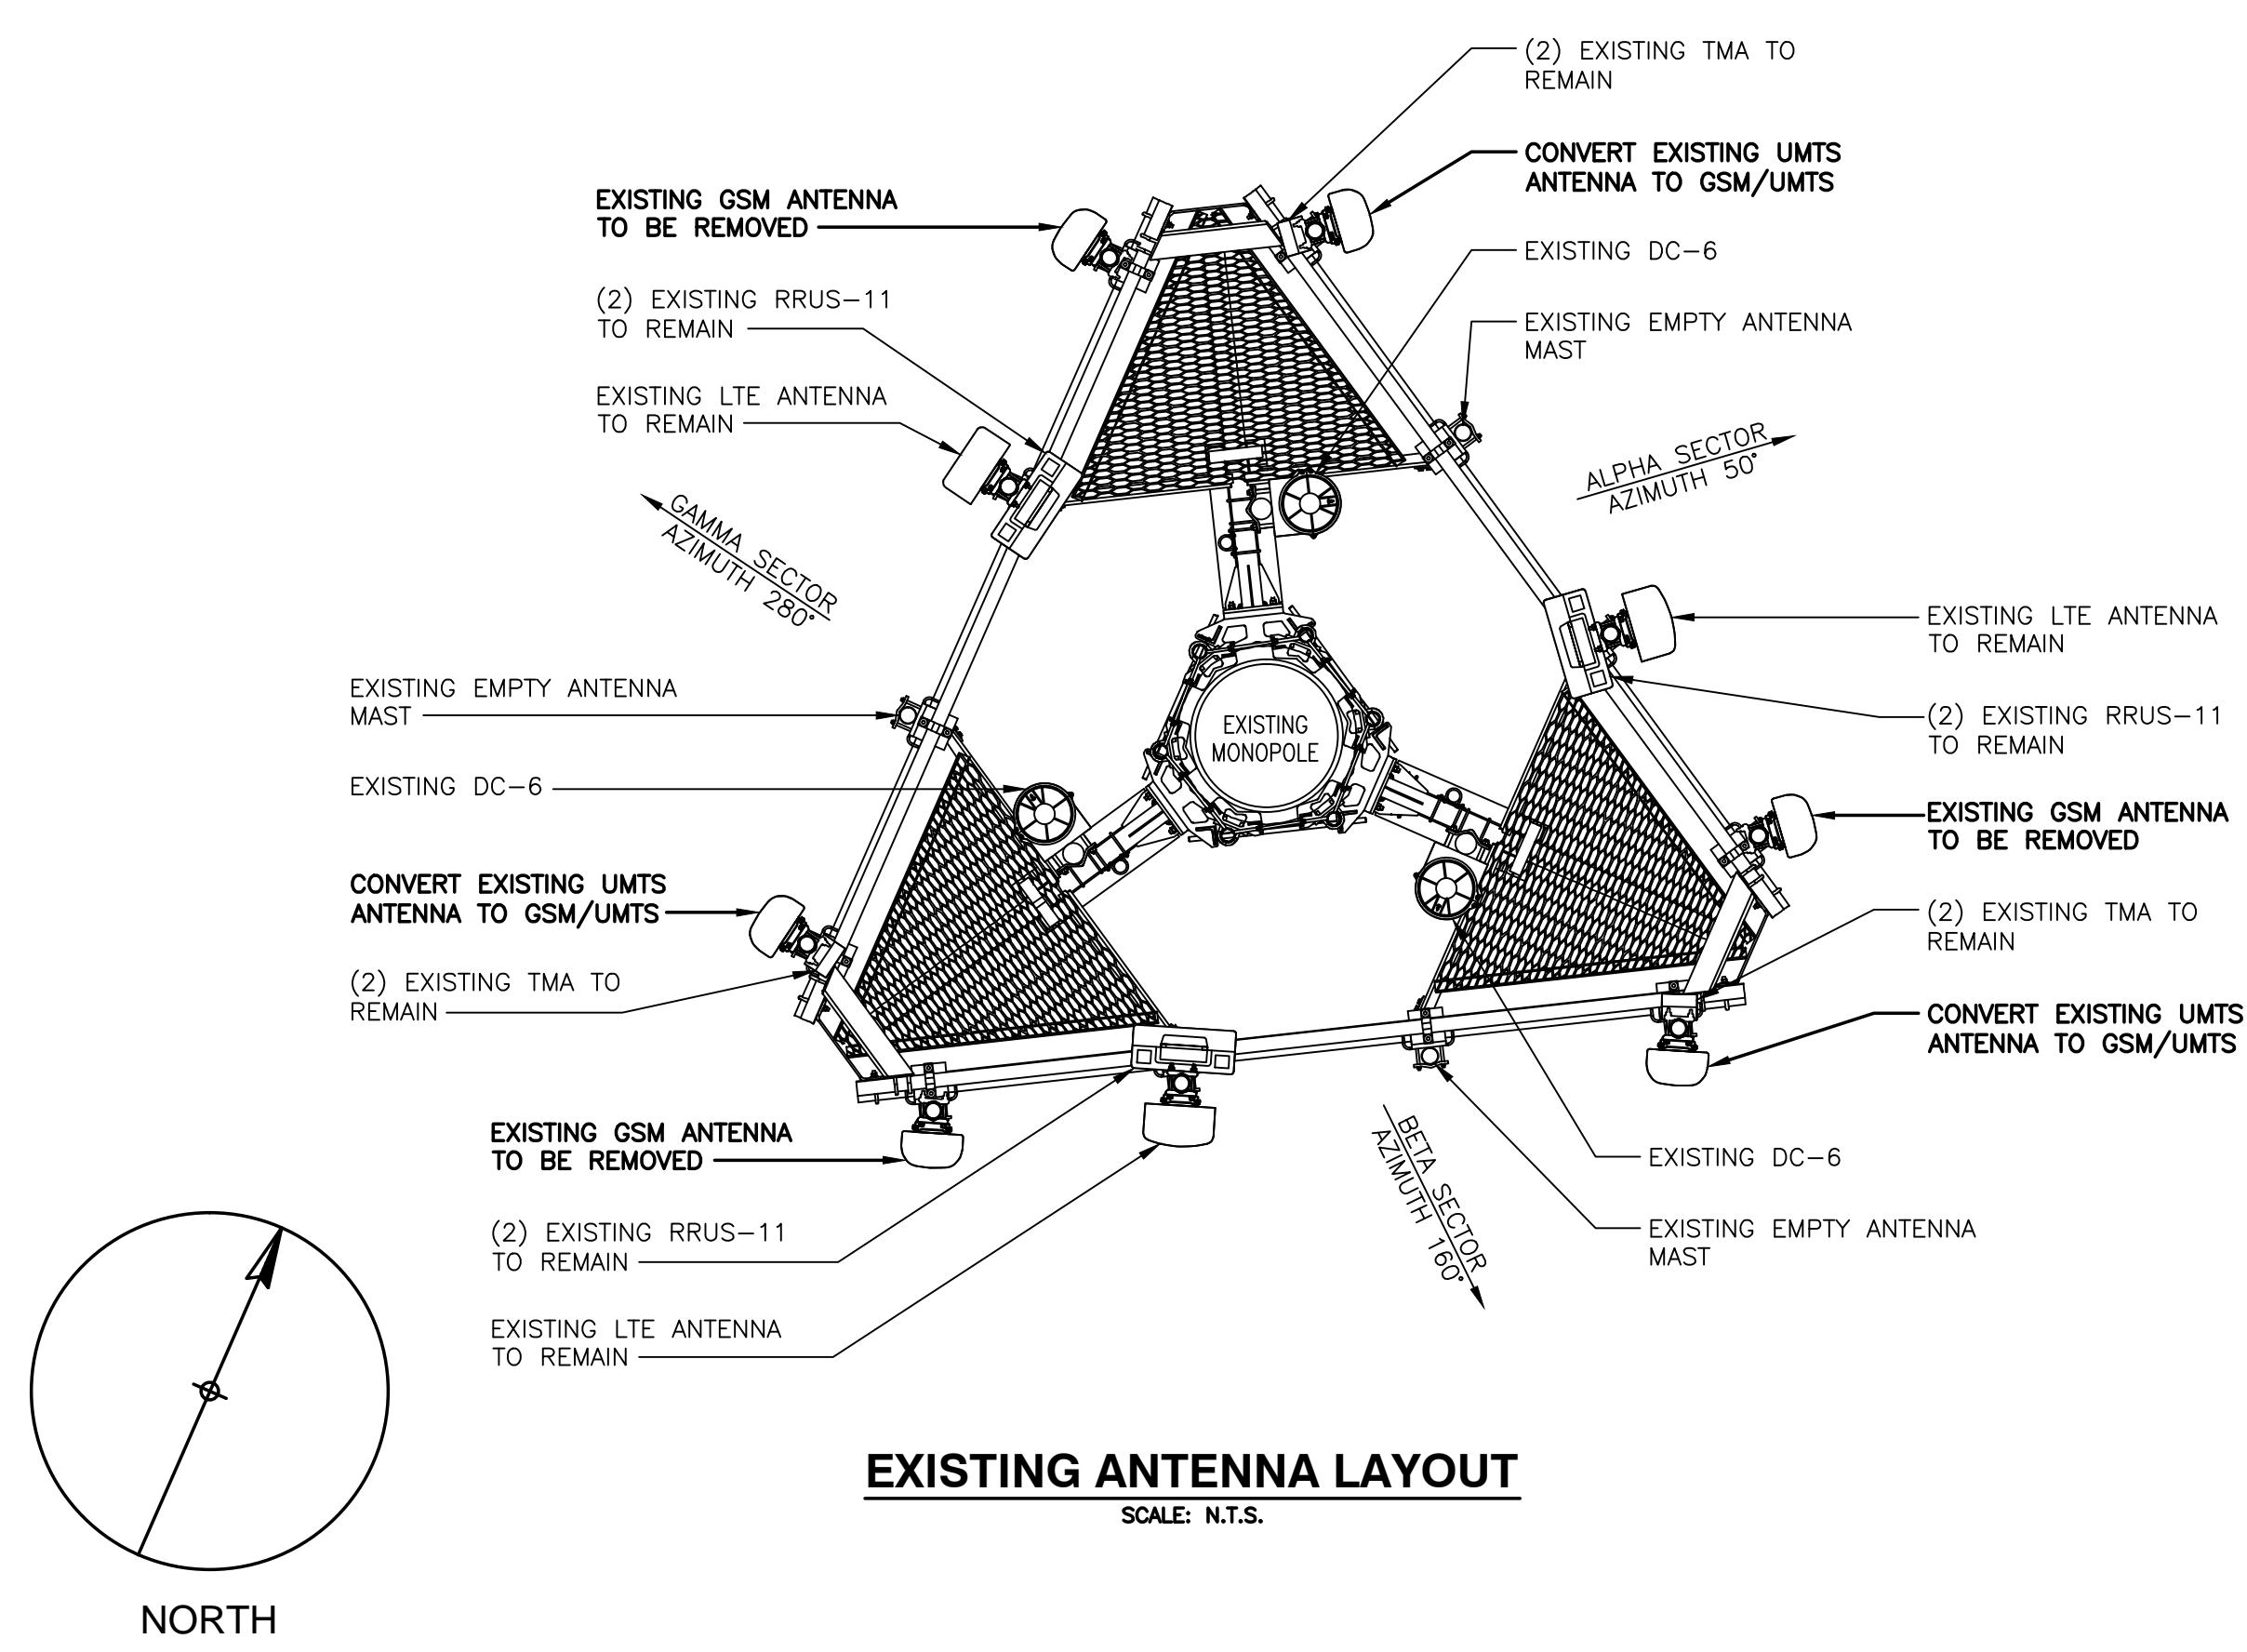 (2) EXISTING TMA TO
REMAIN
CONVERT EXISTING UMTS
ANTENNA TO GSM/UMTS
EXISTING GSM ANTENNA
TO BE REMOVED
EXISTING DC-6
(2) EXISTING RRUS-11
TO REMAIN
EXISTING EMPTY ANTENNA
MAST
EXISTING LTE ANTENNA
TO REMAIN
ALPHA SECTOR
AZIMUTH 50°
GAMMA SECTOR
AZIMUTH 280°
EXISTING LTE ANTENNA
TO REMAIN
EXISTING EMPTY ANTENNA
MAST
(2) EXISTING RRUS-11
TO REMAIN
EXISTING
MONOPOLE
EXISTING DC-6
EXISTING GSM ANTENNA
TO BE REMOVED
CONVERT EXISTING UMTS
ANTENNA TO GSM/UMTS
(2) EXISTING TMA TO
REMAIN
(2) EXISTING TMA TO
REMAIN
CONVERT EXISTING UMTS
ANTENNA TO GSM/UMTS
EXISTING GSM ANTENNA
TO BE REMOVED
BETA SECTOR
AZIMUTH 160°
EXISTING DC-6
(2) EXISTING RRUS-11
TO REMAIN
EXISTING EMPTY ANTENNA
MAST
EXISTING LTE ANTENNA
TO REMAIN
EXISTING ANTENNA LAYOUT
SCALE: N.T.S.
NORTH